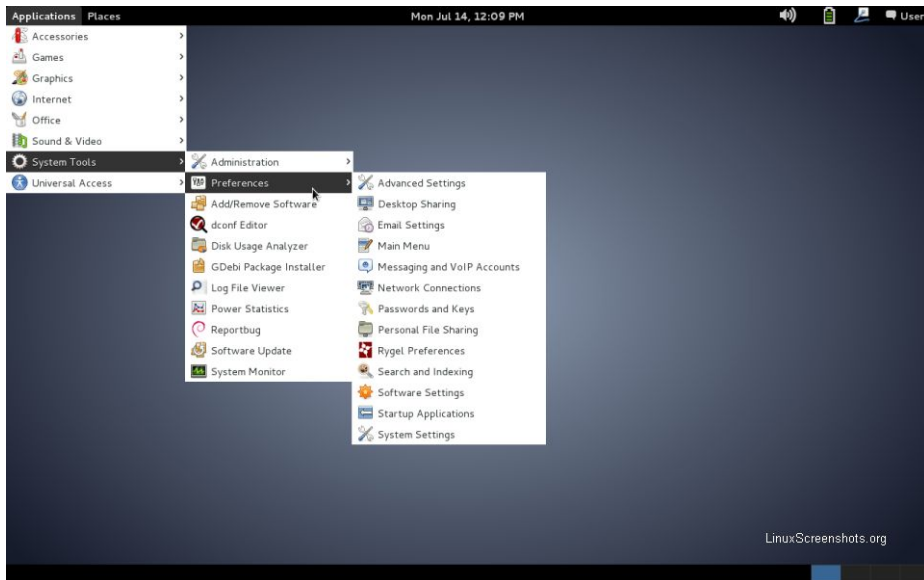 Applications Places
Mon Jul 14, 12:09 PM
User
Accessories
Games
Graphics
Internet
Office
Sound & Video
System Tools
Universal Access
Administration
Preferences
Add/Remove Software
dconf Editor
Disk Usage Analyzer
GDebi Package Installer
Log File Viewer
Power Statistics
Reportbug
Software Update
System Monitor
Advanced Settings
Desktop Sharing
Email Settings
Main Menu
Messaging and VoIP Accounts
Network Connections
Passwords and Keys
Personal File Sharing
Rygel Preferences
Search and Indexing
Software Settings
Startup Applications
System Settings
LinuxScreenshots.org